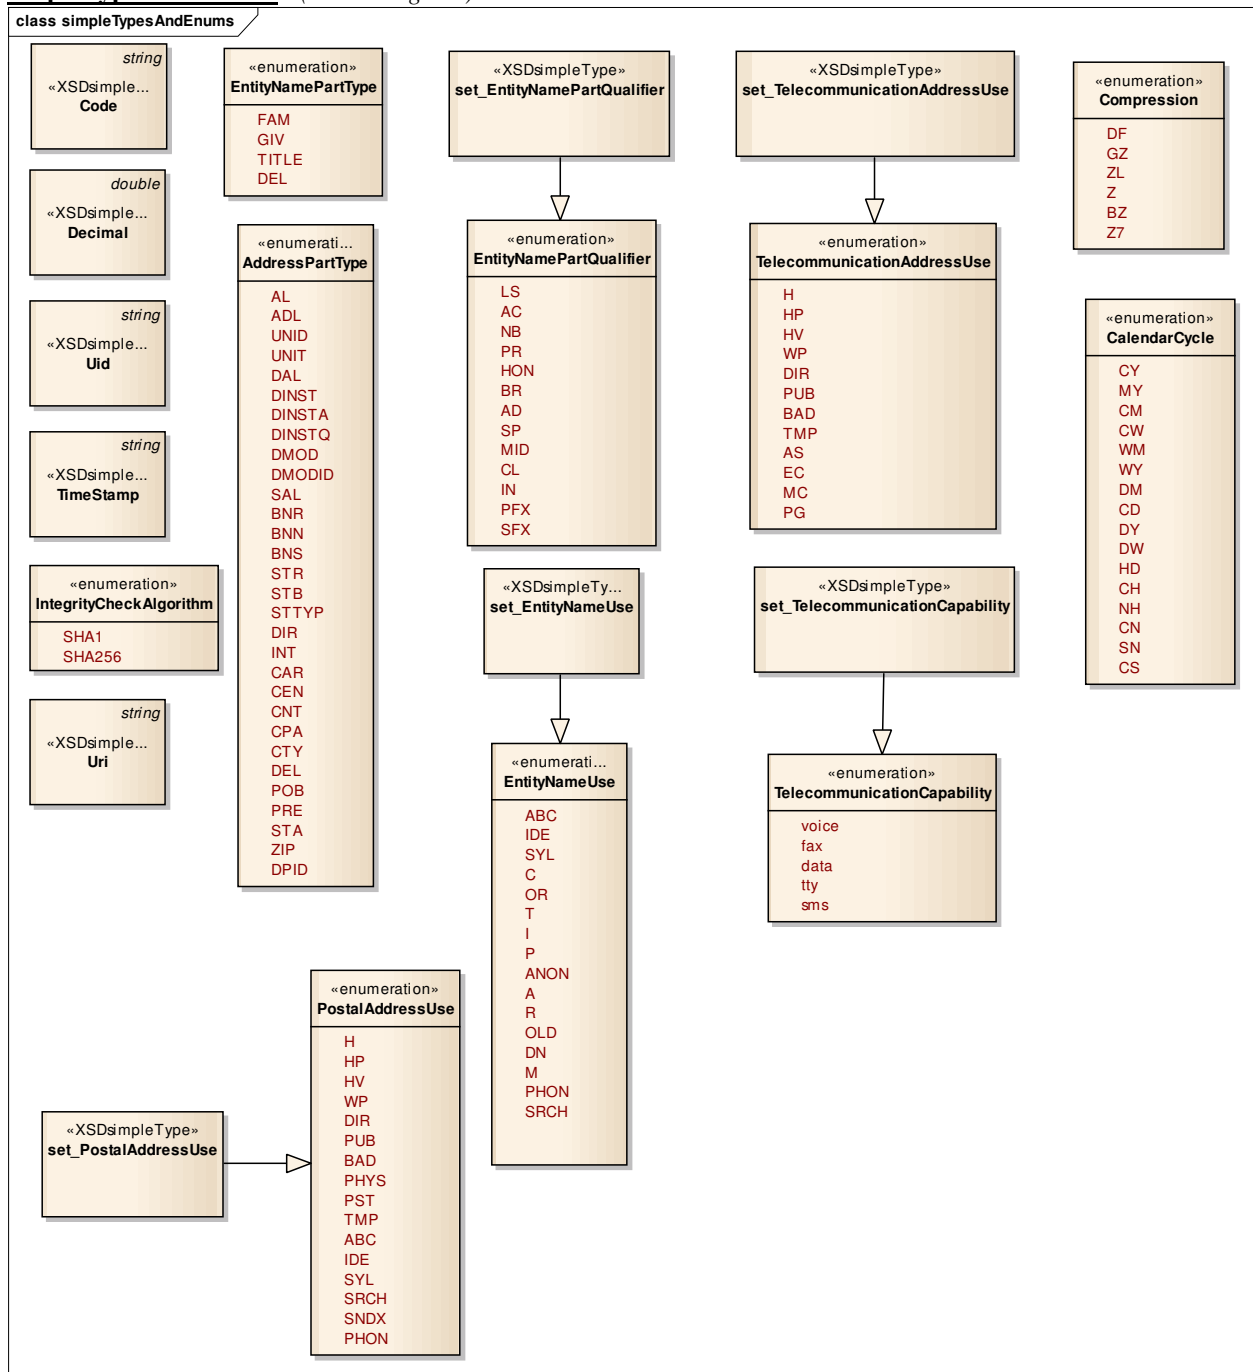 class simpleTypesAndEnums
string
«XSDsimple...
Code
double
«XSDsimple...
Decimal
string
«XSDsimple...
Uid
string
«XSDsimple...
TimeStamp
«enumeration»
IntegrityCheckAlgorithm
SHA1
SHA256
string
«XSDsimple...
Uri
«enumeration»
EntityNamePartType
FAM
GIV
TITLE
DEL
«enumerati...
AddressPartType
AL
ADL
UNID
UNIT
DAL
DINST
DINSTA
DINSTQ
DMOD
DMODID
SAL
BNR
BNN
BNS
STR
STB
STTYP
DIR
INT
CAR
CEN
CNT
CPA
CTY
DEL
POB
PRE
STA
ZIP
DPID
«XSDsimpleType»
set_EntityNamePartQualifier
«enumeration»
EntityNamePartQualifier
LS
AC
NB
PR
HON
BR
AD
SP
MID
CL
IN
PFX
SFX
«XSDsimpleTy...
set_EntityNameUse
«enumerati...
EntityNameUse
ABC
IDE
SYL
C
OR
T
I
P
ANON
A
R
OLD
DN
M
PHON
SRCH
«XSDsimpleType»
set_TelecommunicationAddressUse
«enumeration»
TelecommunicationAddressUse
H
HP
HV
WP
DIR
PUB
BAD
TMP
AS
EC
MC
PG
«XSDsimpleType»
set_TelecommunicationCapability
«enumeration»
TelecommunicationCapability
voice
fax
data
tty
sms
«enumeration»
Compression
DF
GZ
ZL
Z
BZ
Z7
«enumeration»
CalendarCycle
CY
MY
CM
CW
WM
WY
DM
CD
DY
DW
HD
CH
NH
CN
SN
CS
«XSDsimpleType»
set_PostalAddressUse
«enumeration»
PostalAddressUse
H
HP
HV
WP
DIR
PUB
BAD
PHYS
PST
TMP
ABC
IDE
SYL
SRCH
SNDX
PHON